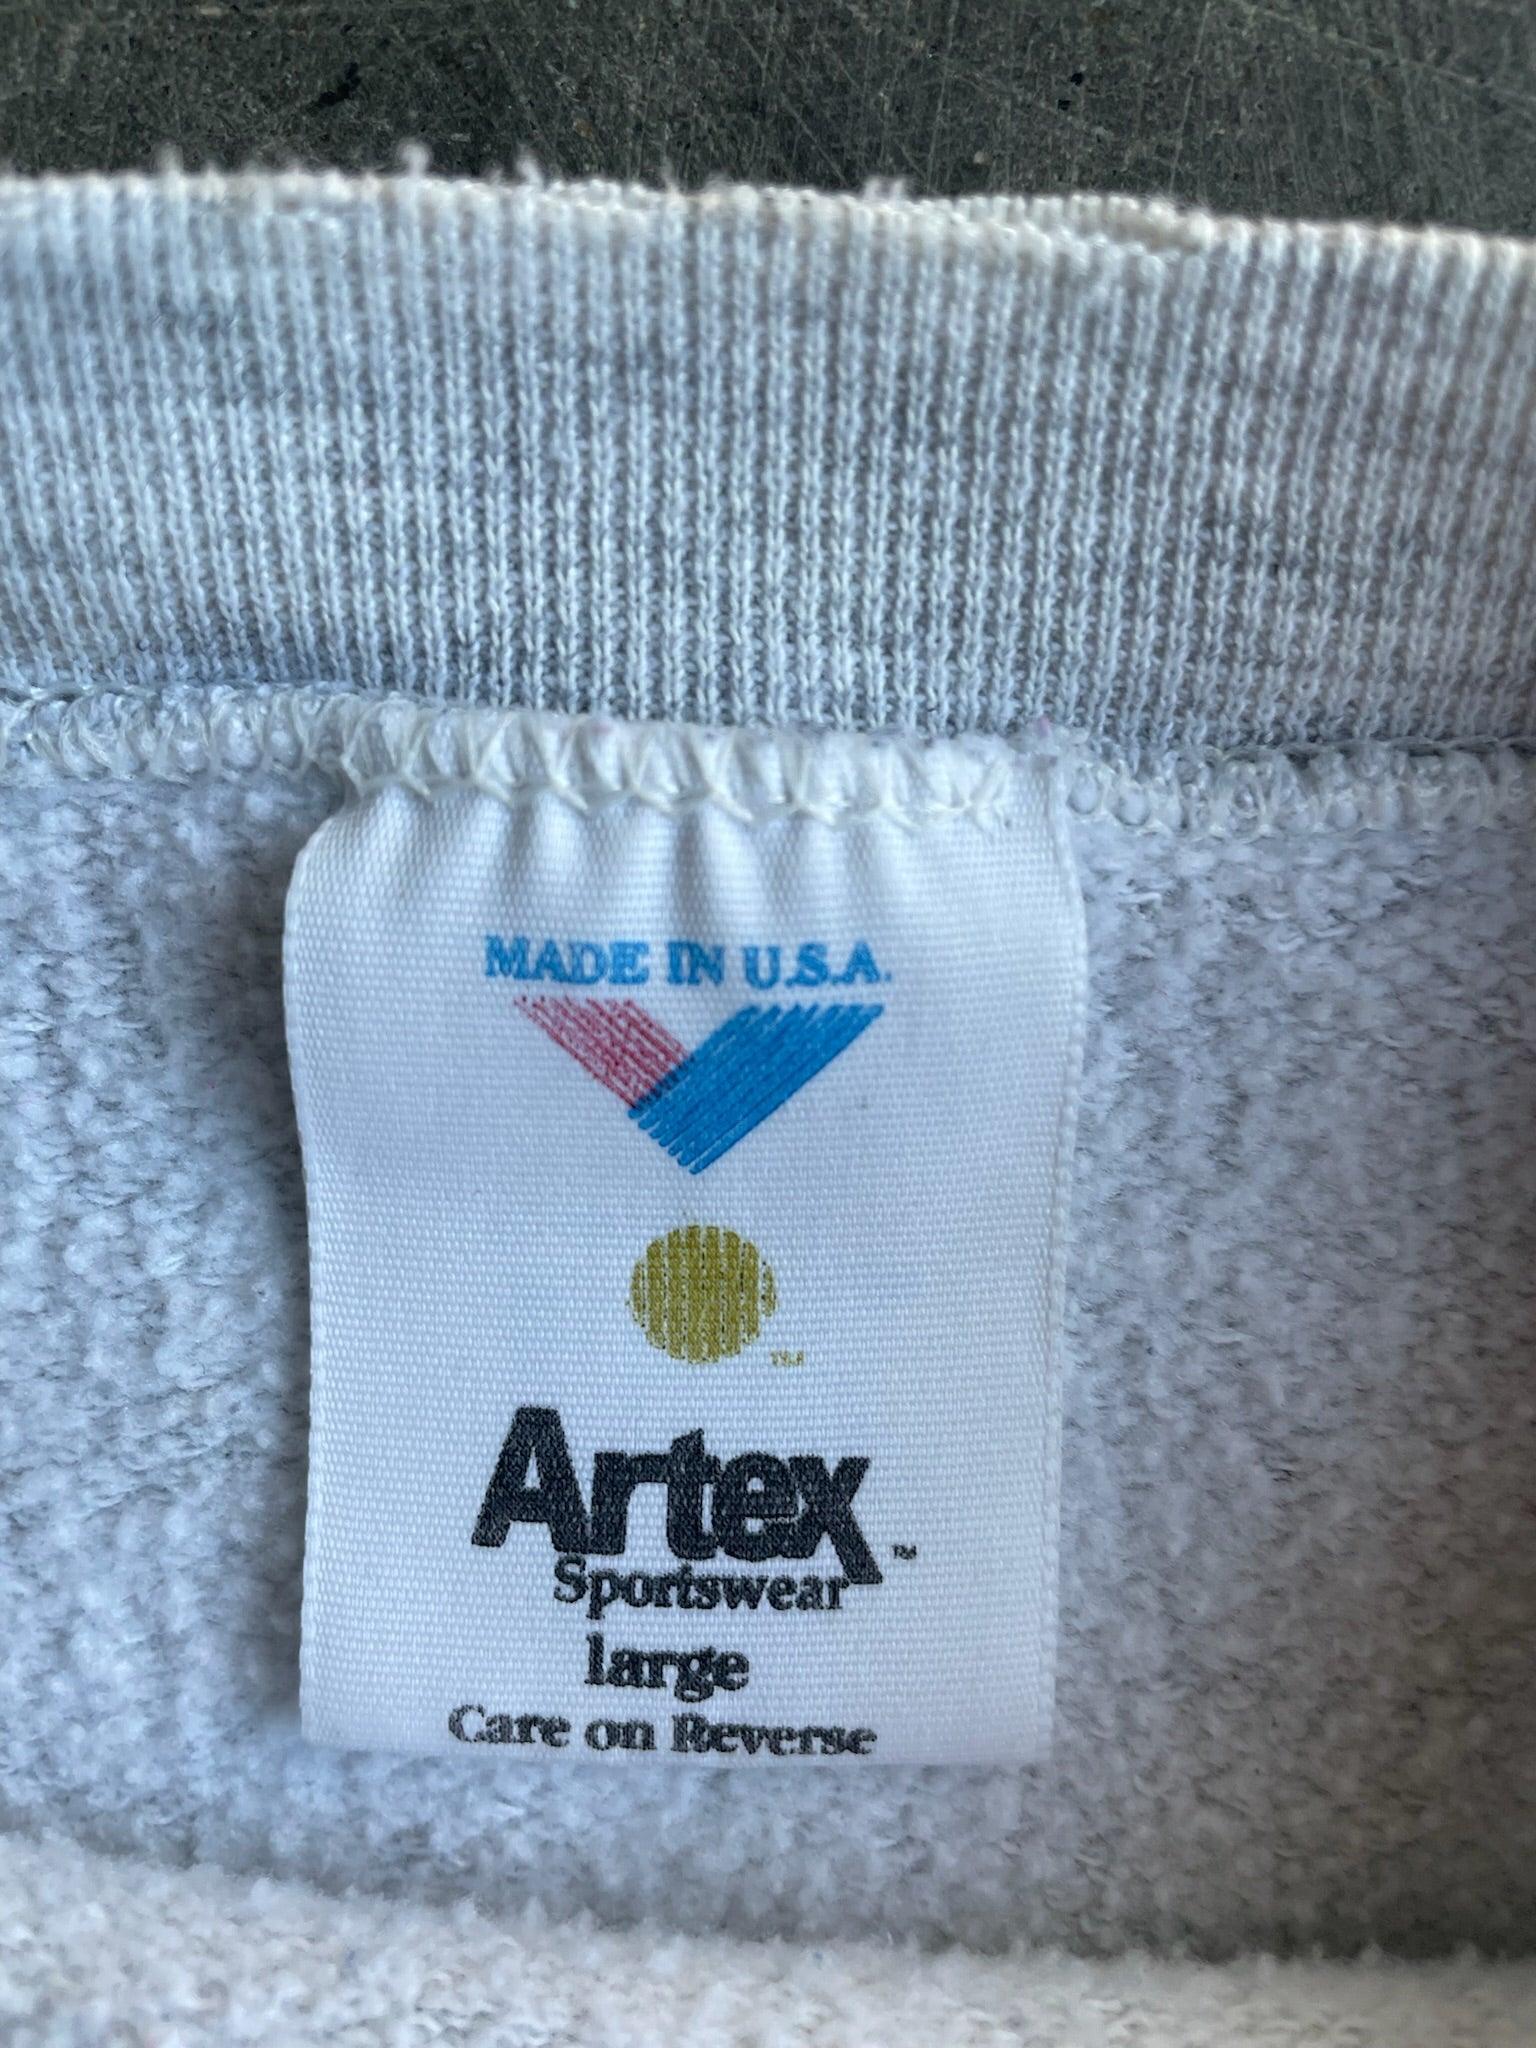 MADE IN U.S.A.
TM
Artex TM
Sportswear
large
Care on Reverse